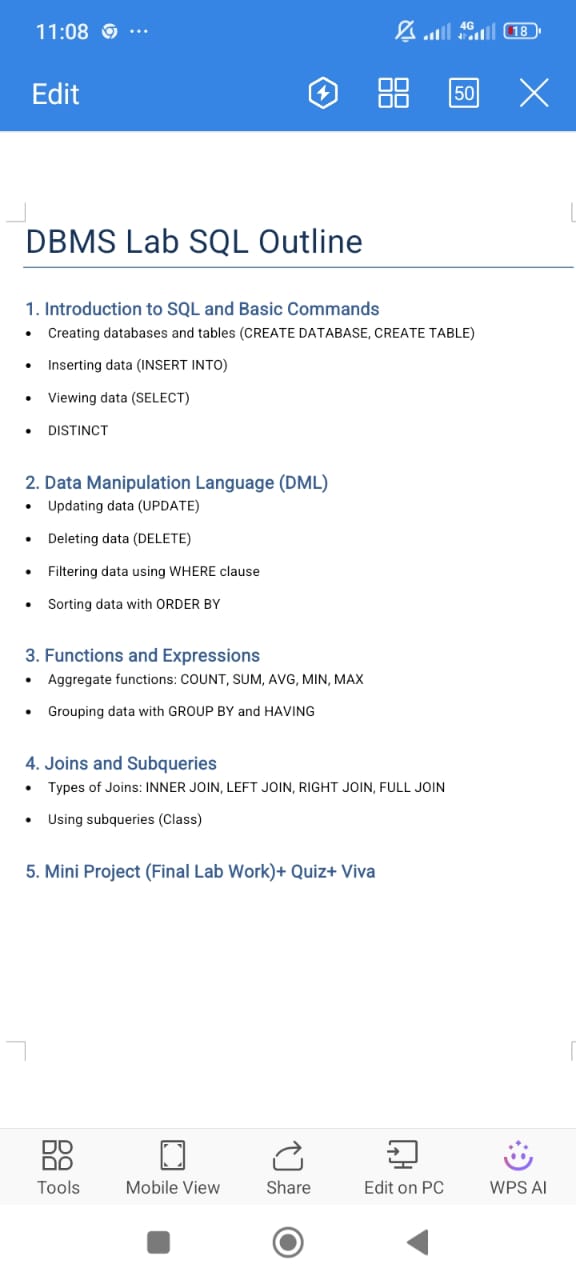 11:08
4G
18
Edit
50
DBMS Lab SQL Outline
1. Introduction to SQL and Basic Commands
• Creating databases and tables (CREATE DATABASE, CREATE TABLE)
• Inserting data (INSERT INTO)
• Viewing data (SELECT)
• DISTINCT
2. Data Manipulation Language (DML)
• Updating data (UPDATE)
• Deleting data (DELETE)
• Filtering data using WHERE clause
• Sorting data with ORDER BY
3. Functions and Expressions
• Aggregate functions: COUNT, SUM, AVG, MIN, MAX
• Grouping data with GROUP BY and HAVING
4. Joins and Subqueries
• Types of Joins: INNER JOIN, LEFT JOIN, RIGHT JOIN, FULL JOIN
• Using subqueries (Class)
5. Mini Project (Final Lab Work)+ Quiz+ Viva
Tools
Mobile View
Share
Edit on PC
WPS AI